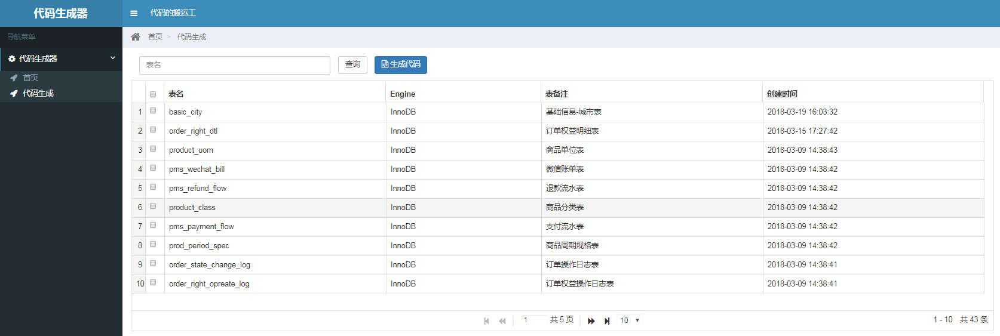 代码生成器
代码的搬运工
导航菜单
首页 > 代码生成
代码生成器
首页
代码生成
表名 查询 生成代码
表名 Engine 表备注 创建时间
1 basic_city InnoDB 基础信息-城市表 2018-03-19 16:03:32
2 order_right_dtl InnoDB 订单权益明细表 2018-03-15 17:27:42
3 product_uom InnoDB 商品单位表 2018-03-09 14:38:43
4 pms_wechat_bill InnoDB 微信账单表 2018-03-09 14:38:42
5 pms_refund_flow InnoDB 退款流水表 2018-03-09 14:38:42
6 product_class InnoDB 商品分类表 2018-03-09 14:38:42
7 pms_payment_flow InnoDB 支付流水表 2018-03-09 14:38:42
8 prod_period_spec InnoDB 商品周期规格表 2018-03-09 14:38:42
9 order_state_change_log InnoDB 订单操作日志表 2018-03-09 14:38:41
10 order_right_opreate_log InnoDB 订单权益操作日志表 2018-03-09 14:38:41
1 共 5 页 10 1 - 10 共 43 条